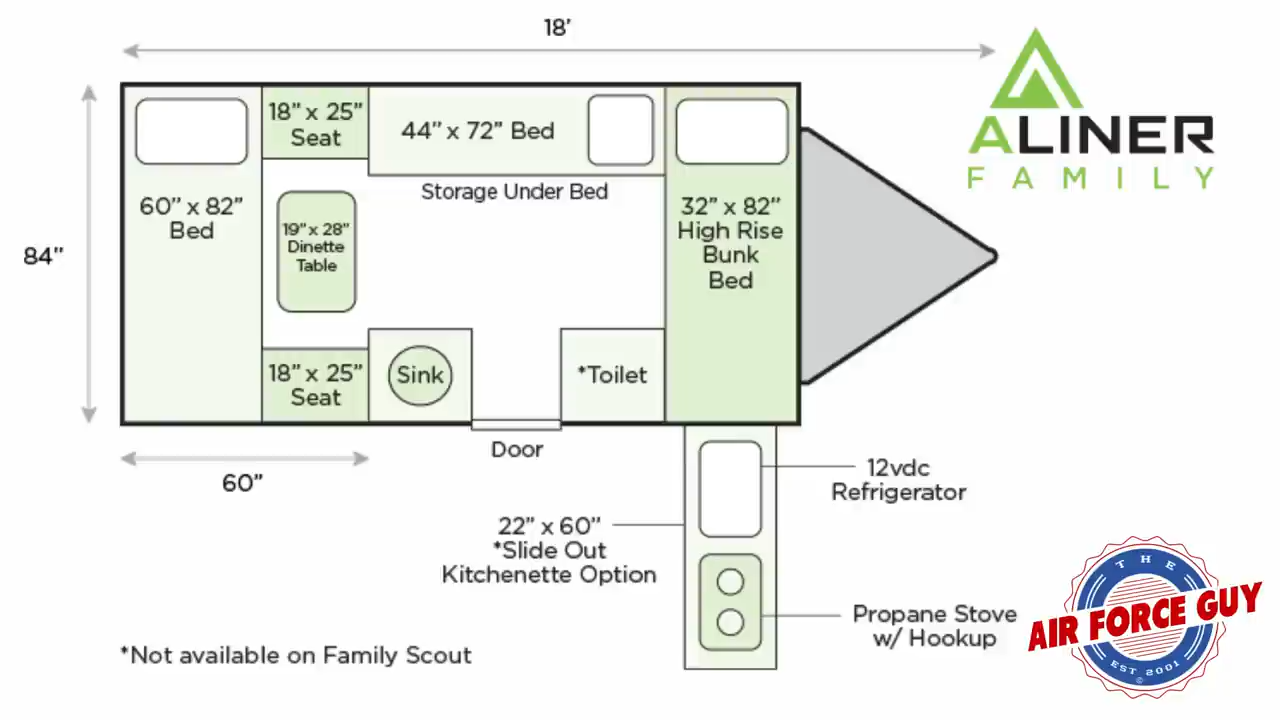 18'
ALINER
FAMILY
18” x 25”
Seat
44” x 72” Bed
Storage Under Bed
60” x 82”
Bed
19” x 28”
Dinette
Table
32” x 82”
High Rise
Bunk
Bed
84”
18” x 25”
Seat
Sink
*Toilet
Door
60”
12vdc
Refrigerator
22” x 60”
*Slide Out
Kitchenette Option
Propane Stove
w/ Hookup
*Not available on Family Scout
THE
AIR FORCE GUY
EST 2001
©